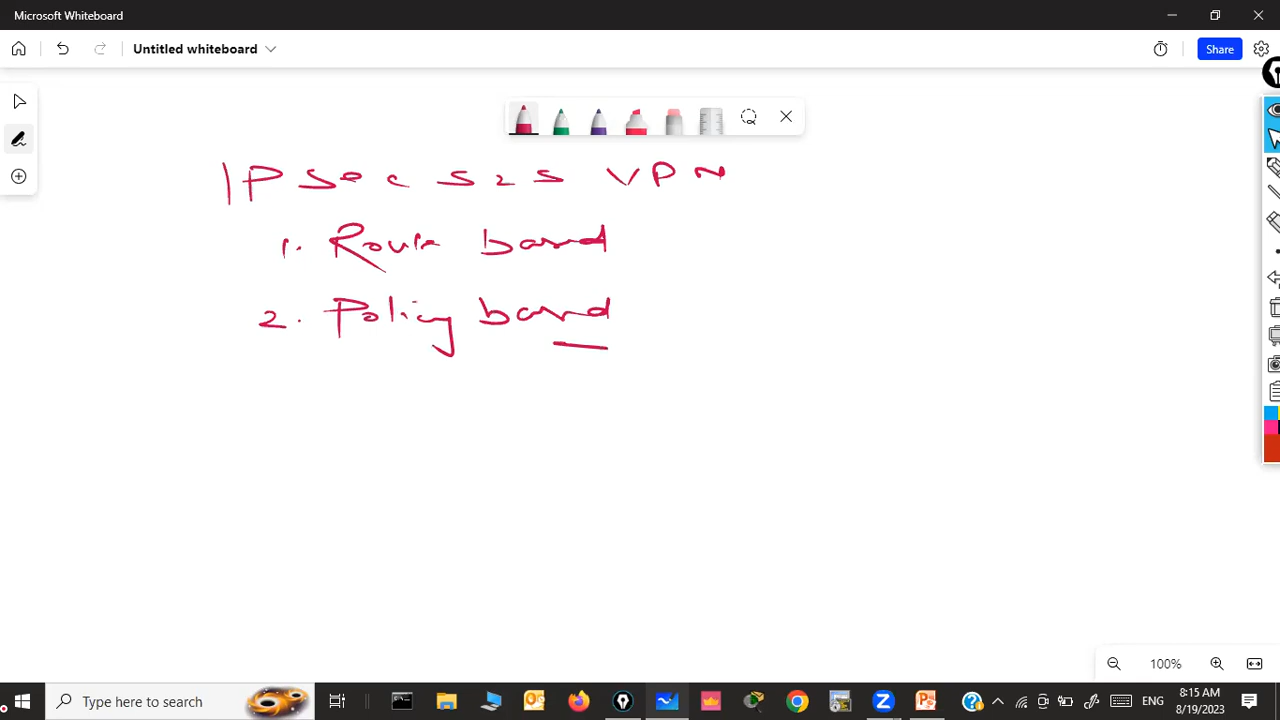 Microsoft Whiteboard
Untitled whiteboard
Share
IPsec S2S VPN
1. Route based
2. Policy based
100%
Type here to search
ENG
8:15 AM
8/19/2023